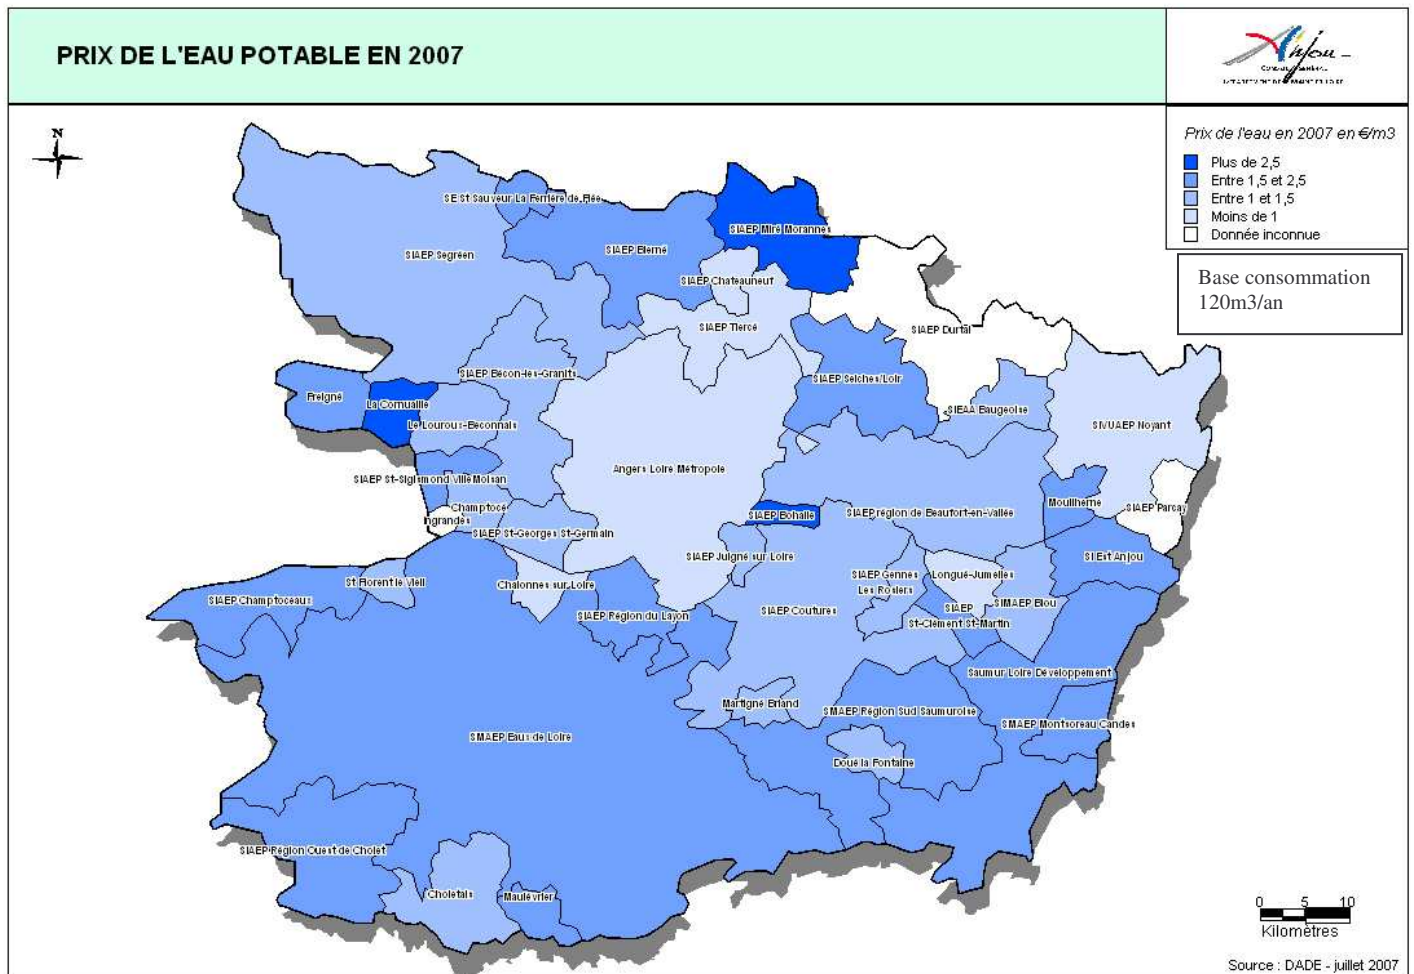 PRIX DE L'EAU POTABLE EN 2007
Anjou
Prix de l'eau en 2007 en €/m3
Plus de 2,5
Entre 1,5 et 2,5
Entre 1 et 1,5
Moins de 1
Donnée inconnue
Base consommation
120m3/an
N
SE St Sauveur La Ferrière de Flée
SIAEP Miré Morannes
SIAEP Segréen
SIAEP Bierné
SIAEP Chateauneuf
SIAEP Tiercé
SIAEP Durtal
SIAEP Bécon-les-Granits
SIAEP Seiches/Loir
Freigné
La Cornuaille
SIEAA Baugeoise
Le Lourous-Beconnais
SIVUAEP Noyant
Angers Loire Métropole
SIAEP St-Sigismond Ville Moisan
Champtocé
Mouliherne
SIAEP Parcay
Ingrandes
SIAEP Bohalle
SIAEP région de Beaufort-en-Vallée
SIAEP St-Georges St-Germain
SIAEP Juigné sur Loire
SI Est Anjou
St Florent le Vieil
Chalonnes sur Loire
SIAEP Gennes
Les Rosiers
Longué-Jumelles
SIAEP Champtoceaux
SIAEP Région du Layon
SIAEP Coutures
SIAEP
St-Clément St-Martin
SIMAEP Blou
Saumur Loire Développement
Martigné Briand
SMAEP Région Sud Saumuroise
SMAEP Montsoreau Candes
SMAEP Eaux de Loire
Doué la Fontaine
SIAEP Région Ouest de Cholet
Choletais
Maulévrier
0 5 10
Kilomètres
Source : DADE - juillet 2007